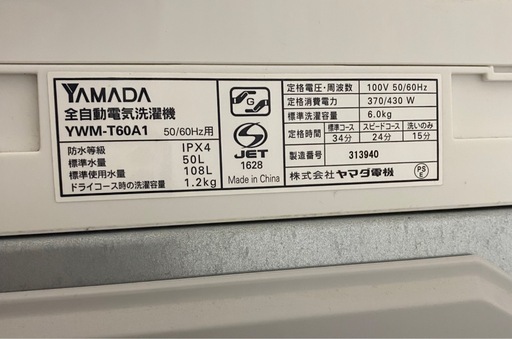 YAMADA
全自動電気洗濯機
YWM-T60A1 50/60Hz用
防水等級 IPX4
標準水量 50L
標準使用水量 108L
ドライコース時の洗濯容量 1.2kg
G
JET
1628
Made in China
定格電圧・周波数 100V 50/60Hz
定格消費電力 370/430 W
標準洗濯容量 6.0kg
定格時間 標準コース スピードコース 洗いのみ
34分 24分 15分
製造番号 313940
株式会社 ヤマダ電機
PS
E